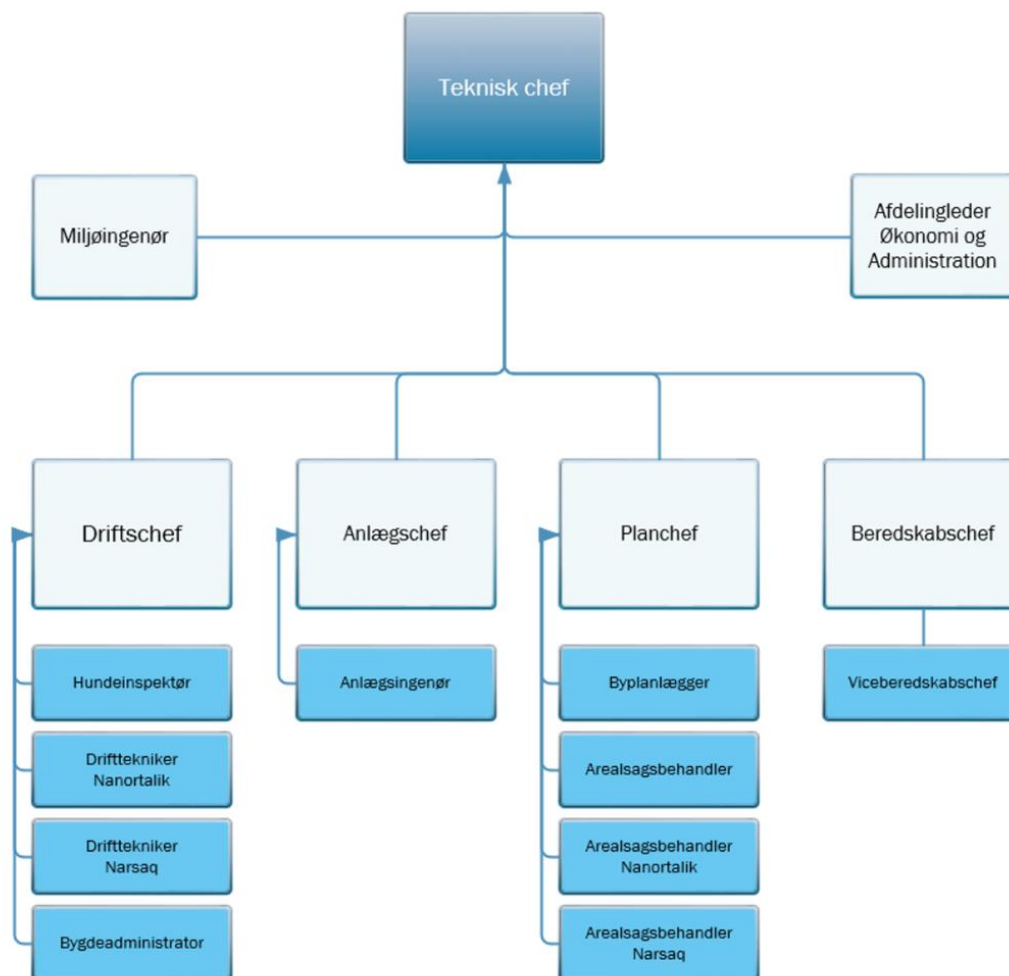 Teknisk chef
Miljøingenør
Afdelingleder
Økonomi og
Administration
Driftschef
Anlægschef
Planchef
Beredskabschef
Hundeinspektør
Anlægsingenør
Byplanlægger
Viceberedskabschef
Drifttekniker
Nanortalik
Arealsagsbehandler
Drifttekniker
Narsaq
Arealsagsbehandler
Nanortalik
Bygdeadministrator
Arealsagsbehandler
Narsaq